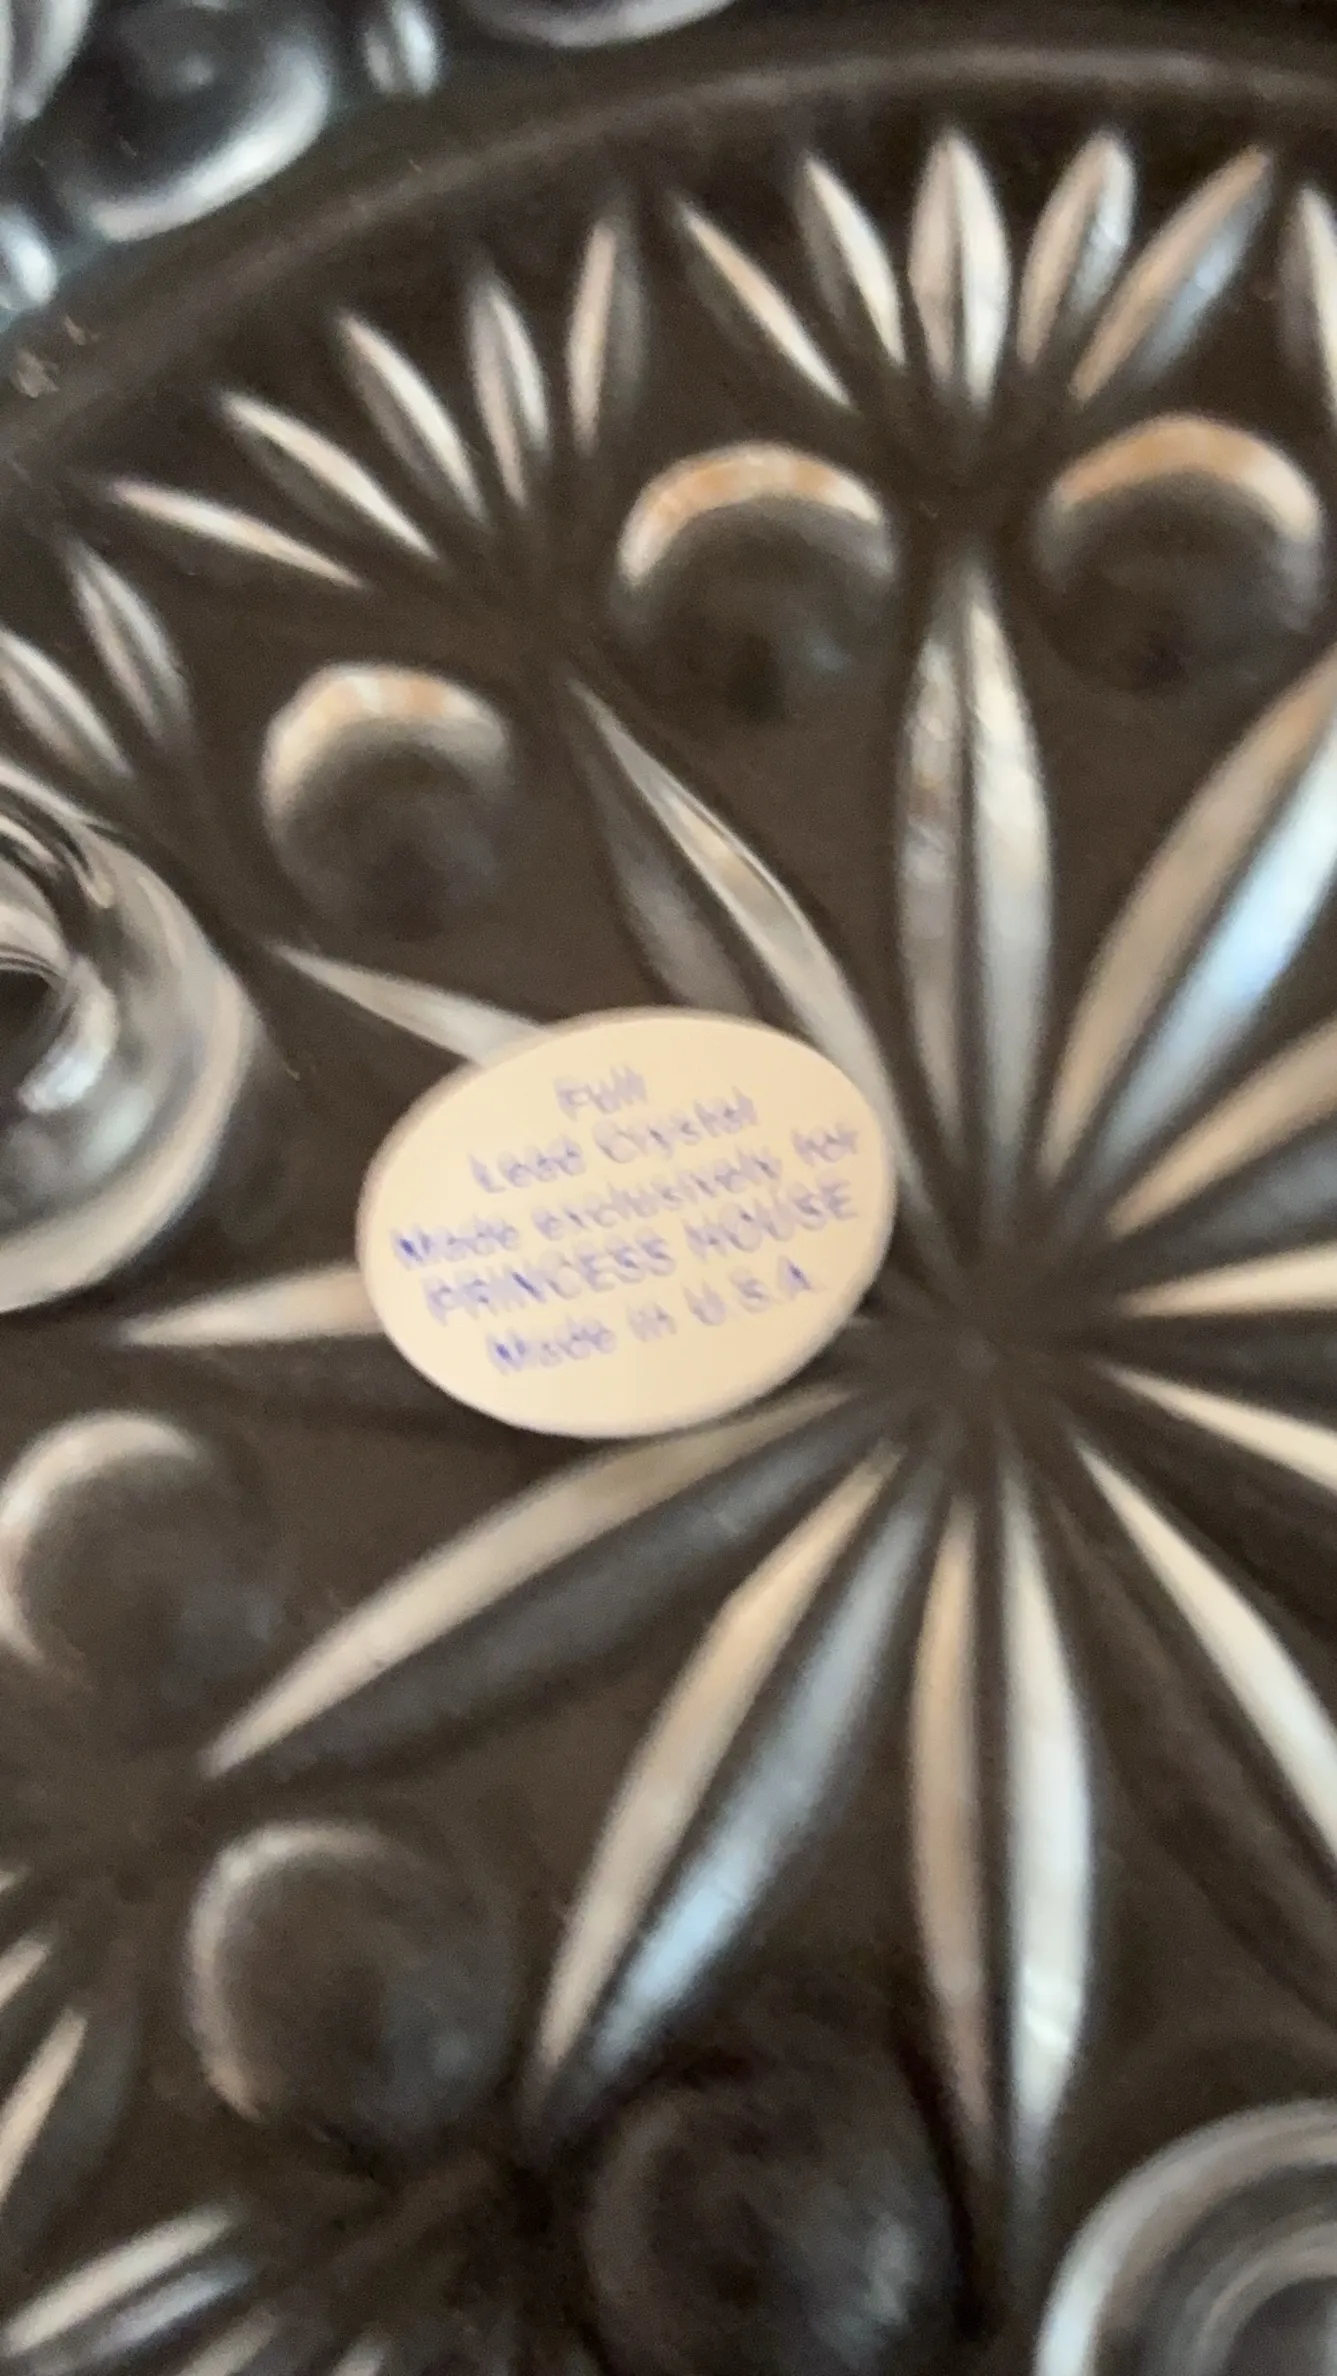 Full
Lead Crystal
Made exclusively for
PRINCESS HOUSE
Made in U.S.A.